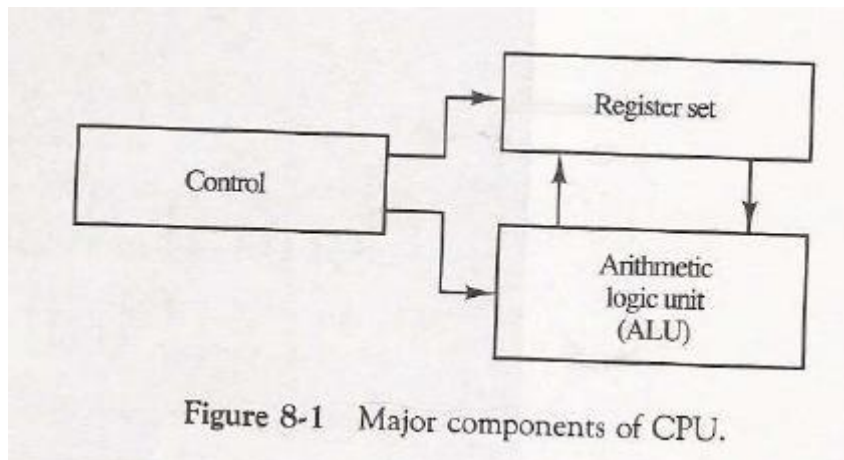 Register set
Control
Arithmetic
logic unit
(ALU)
Figure 8-1 Major components of CPU.